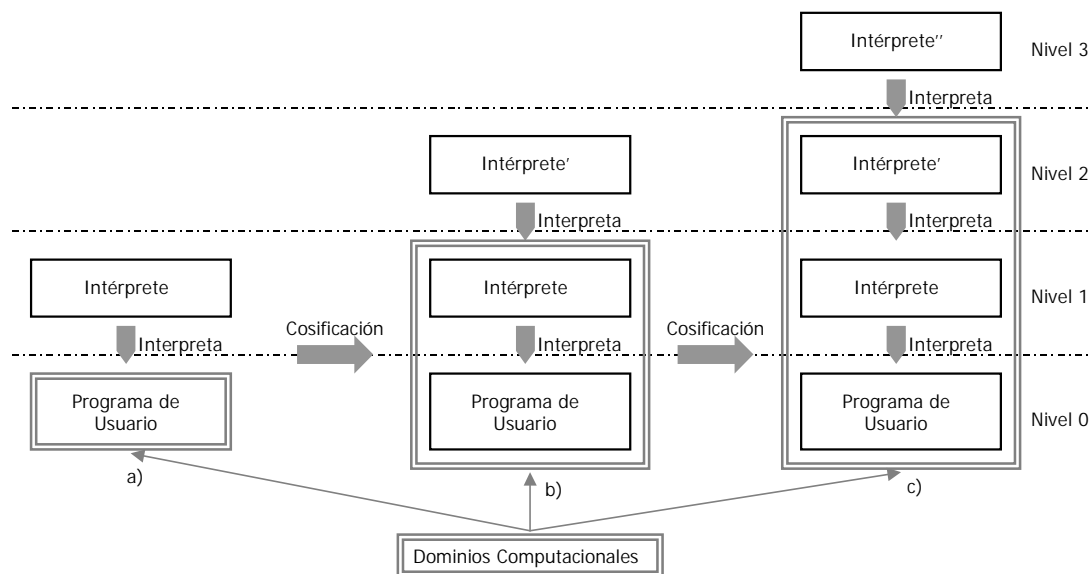 Intérprete''
Nivel 3
Interpreta
Intérprete'
Intérprete'
Nivel 2
Interpreta
Interpreta
Intérprete
Intérprete
Intérprete
Nivel 1
Cosificación
Cosificación
Interpreta
Interpreta
Interpreta
Programa de
Usuario
Programa de
Usuario
Programa de
Usuario
Nivel 0
a)
b)
c)
Dominios Computacionales